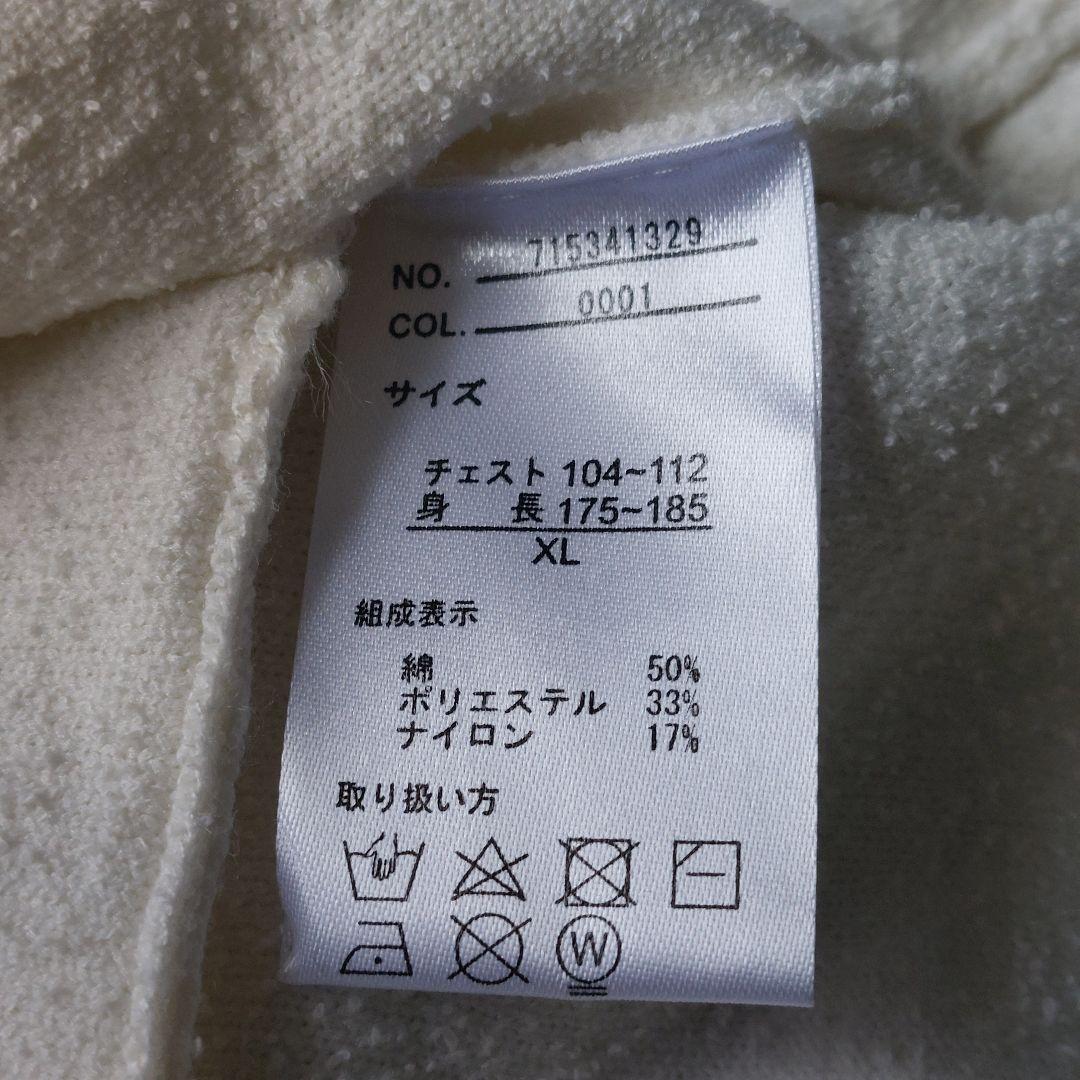 NO. 715341329
COL. 0001
サイズ
チェスト 104~112
身 長 175~185
XL
組成表示
綿 50%
ポリエステル 33%
ナイロン 17%
取り扱い方
W